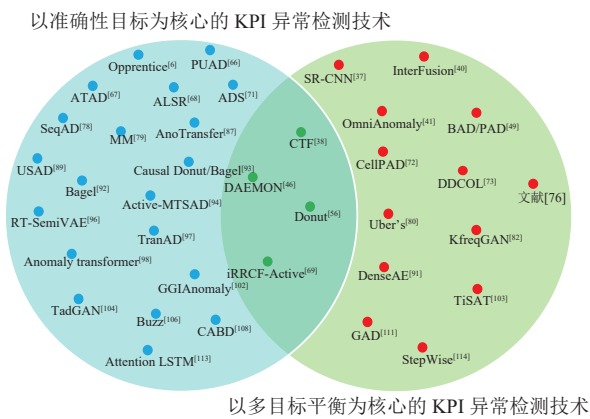 以准确性目标为核心的 KPI 异常检测技术
Opprentice[6]
PUAD[66]
ATAD[67]
ALSR[68]
ADS[71]
SeqAD[78]
MM[79]
AnoTransfer[87]
USAD[89]
Causal Donut/Bagel[93]
Bagel[92]
Active-MTSAD[94]
RT-SemiVAE[96]
TranAD[97]
Anomaly transformer[98]
GGIAnomaly[102]
TadGAN[104]
Buzz[106]
CABD[108]
Attention LSTM[113]
CTF[38]
DAEMON[46]
Donut[56]
iRRCF-Active[69]
SR-CNN[37]
InterFusion[40]
OmniAnomaly[41]
BAD/PAD[49]
CellPAD[72]
DDCOL[73]
文献[76]
Uber's[80]
KfreqGAN[82]
DenseAE[91]
TiSAT[103]
GAD[111]
StepWise[114]
以多目标平衡为核心的 KPI 异常检测技术